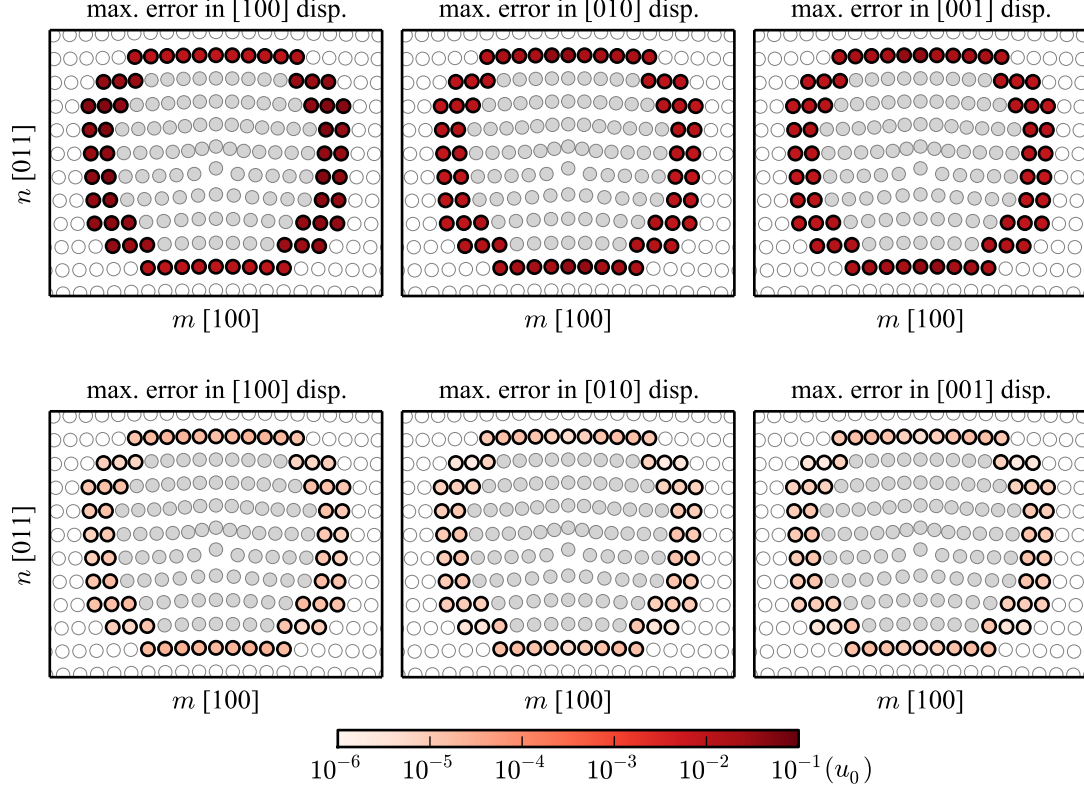 max. error in [100] disp. max. error in [010] disp. max. error in [001] disp.
n [011]
m [100] m [100] m [100]
max. error in [100] disp. max. error in [010] disp. max. error in [001] disp.
n [011]
m [100] m [100] m [100]
10⁻⁶ 10⁻⁵ 10⁻⁴ 10⁻³ 10⁻² 10⁻¹ (u₀)